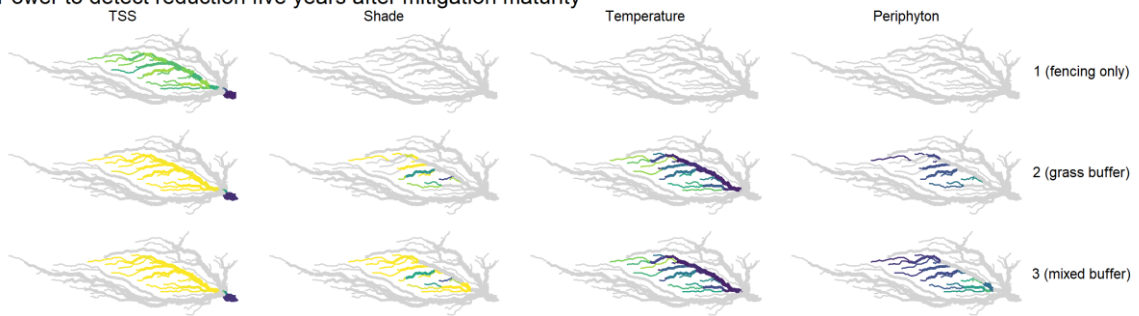 Power to detect reduction five years after mitigation maturity
TSS Shade Temperature Periphyton
1 (fencing only)
2 (grass buffer)
3 (mixed buffer)